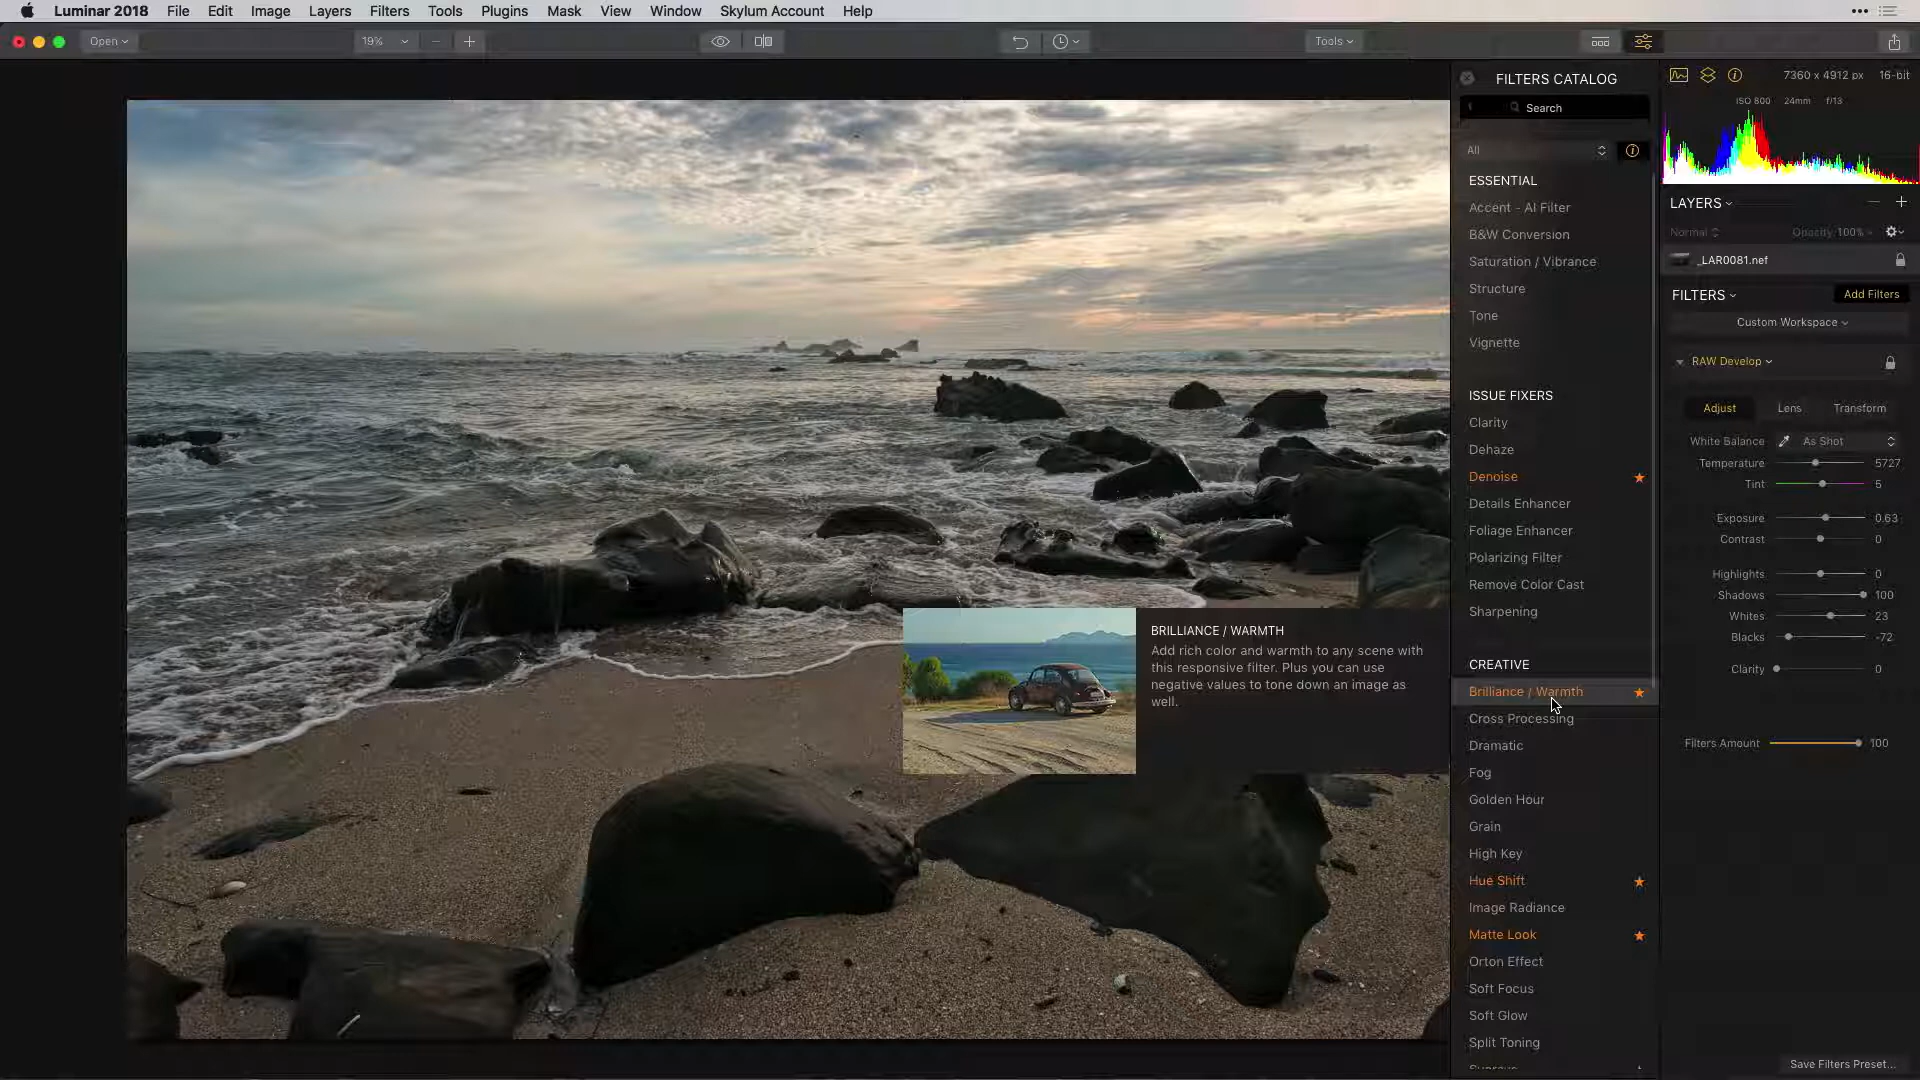 Luminar 2018 File Edit Image Layers Filters Tools Plugins Mask View Window Skylum Account Help
Open 19% Tools
FILTERS CATALOG
Search
All
ESSENTIAL
Accent - AI Filter
B&W Conversion
Saturation / Vibrance
Structure
Tone
Vignette
ISSUE FIXERS
Clarity
Dehaze
Denoise
Details Enhancer
Foliage Enhancer
Polarizing Filter
Remove Color Cast
Sharpening
CREATIVE
Brilliance / Warmth
Cross Processing
Dramatic
Fog
Golden Hour
Grain
High Key
Hue Shift
Image Radiance
Matte Look
Orton Effect
Soft Focus
Soft Glow
Split Toning
BRILLIANCE / WARMTH
Add rich color and warmth to any scene with
this responsive filter. Plus you can use
negative values to tone down an image as
well.
7360 x 4912 px 16-bit
ISO 800 24mm f/13
LAYERS
Normal Opacity 100%
_LAR0081.nef
FILTERS Add Filters
Custom Workspace
RAW Develop
Adjust Lens Transform
White Balance As Shot
Temperature 5727
Tint 5
Exposure 0.63
Contrast 0
Highlights 0
Shadows 100
Whites 23
Blacks -72
Clarity 0
Filters Amount 100
Save Filters Preset...